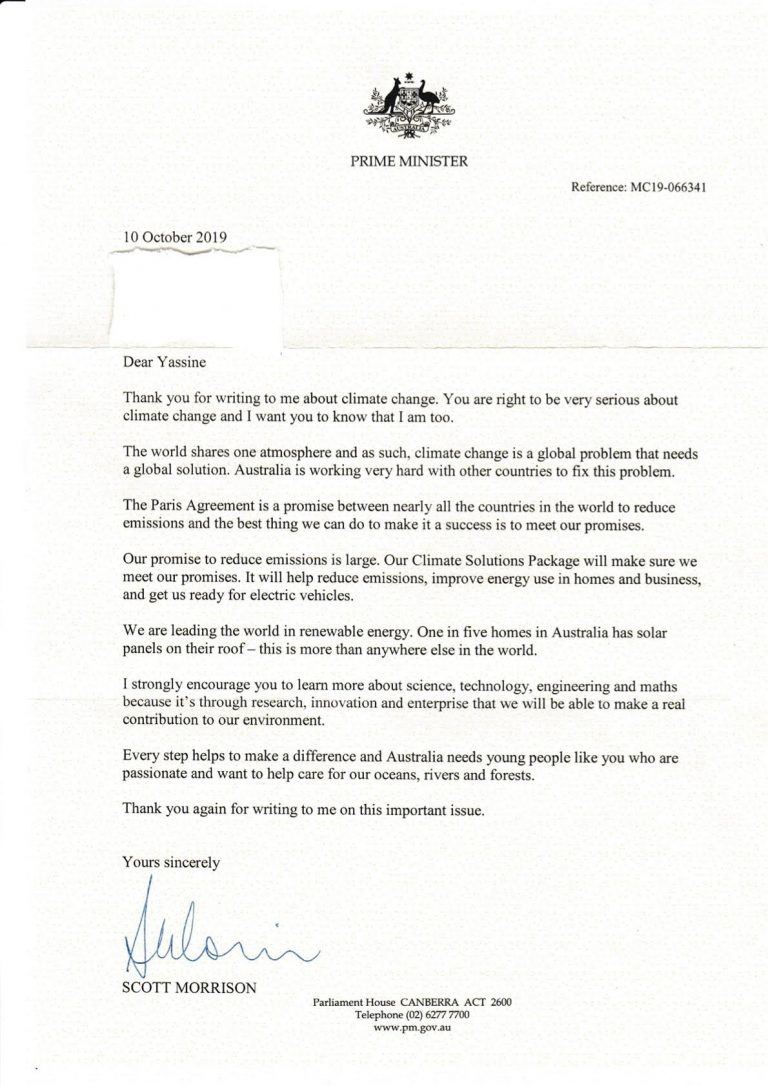 AUSTRALIA
PRIME MINISTER
Reference: MC19-066341
10 October 2019
Dear Yassine
Thank you for writing to me about climate change. You are right to be very serious about
climate change and I want you to know that I am too.
The world shares one atmosphere and as such, climate change is a global problem that needs
a global solution. Australia is working very hard with other countries to fix this problem.
The Paris Agreement is a promise between nearly all the countries in the world to reduce
emissions and the best thing we can do to make it a success is to meet our promises.
Our promise to reduce emissions is large. Our Climate Solutions Package will make sure we
meet our promises. It will help reduce emissions, improve energy use in homes and business,
and get us ready for electric vehicles.
We are leading the world in renewable energy. One in five homes in Australia has solar
panels on their roof – this is more than anywhere else in the world.
I strongly encourage you to learn more about science, technology, engineering and maths
because it's through research, innovation and enterprise that we will be able to make a real
contribution to our environment.
Every step helps to make a difference and Australia needs young people like you who are
passionate and want to help care for our oceans, rivers and forests.
Thank you again for writing to me on this important issue.
Yours sincerely
SCOTT MORRISON
Parliament House CANBERRA ACT 2600
Telephone (02) 6277 7700
www.pm.gov.au